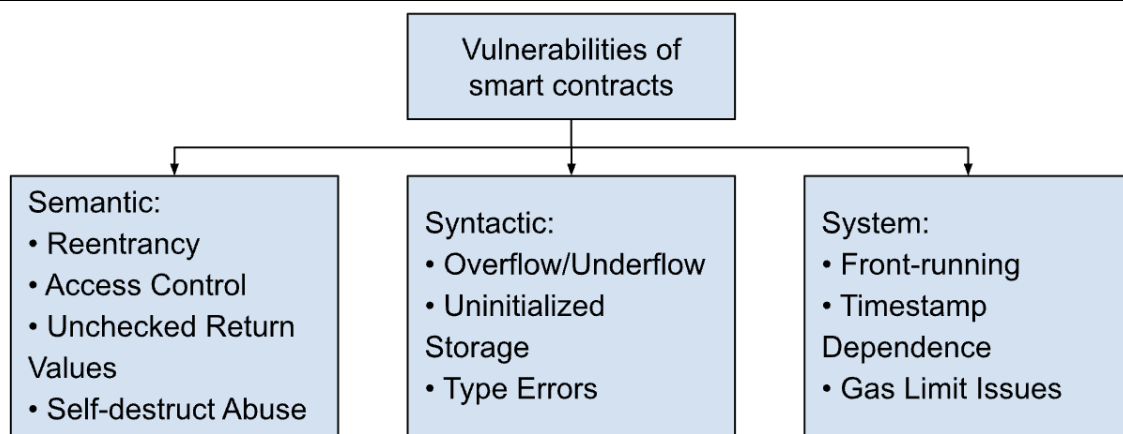 Vulnerabilities of
smart contracts
Semantic:
• Reentrancy
• Access Control
• Unchecked Return
Values
• Self-destruct Abuse
Syntactic:
• Overflow/Underflow
• Uninitialized
Storage
• Type Errors
System:
• Front-running
• Timestamp
Dependence
• Gas Limit Issues